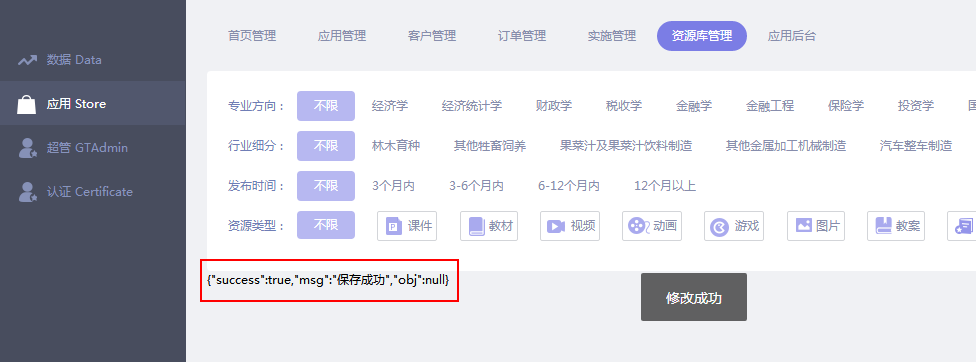 首页管理 应用管理 客户管理 订单管理 实施管理 资源库管理 应用后台
数据 Data
应用 Store
超管 GTAdmin
认证 Certificate
专业方向： 不限 经济学 经济统计学 财政学 税收学 金融学 金融工程 保险学 投资学
行业细分： 不限 林木育种 其他牲畜饲养 果菜汁及果菜汁饮料制造 其他金属加工机械制造 汽车整车制造
发布时间： 不限 3个月内 3-6个月内 6-12个月内 12个月以上
资源类型： 不限 课件 教材 视频 动画 游戏 图片 教案
{"success":true,"msg":"保存成功","obj":null}
修改成功